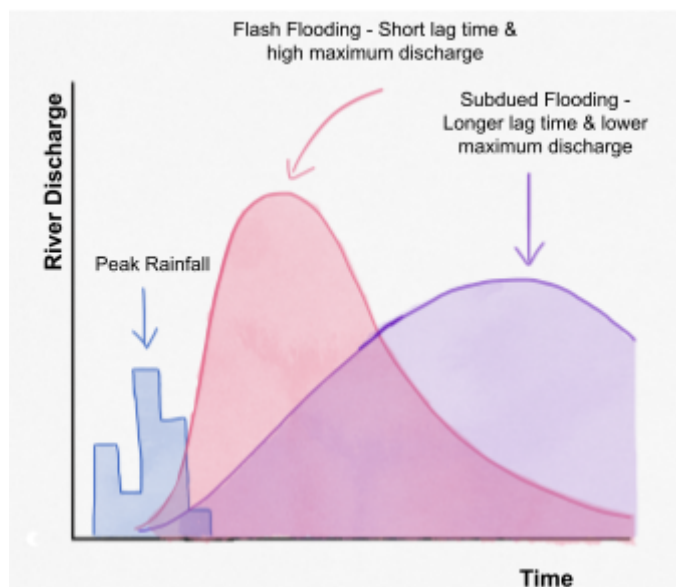 Flash Flooding - Short lag time &
high maximum discharge
Subdued Flooding -
Longer lag time & lower
maximum discharge
River Discharge
Peak Rainfall
Time